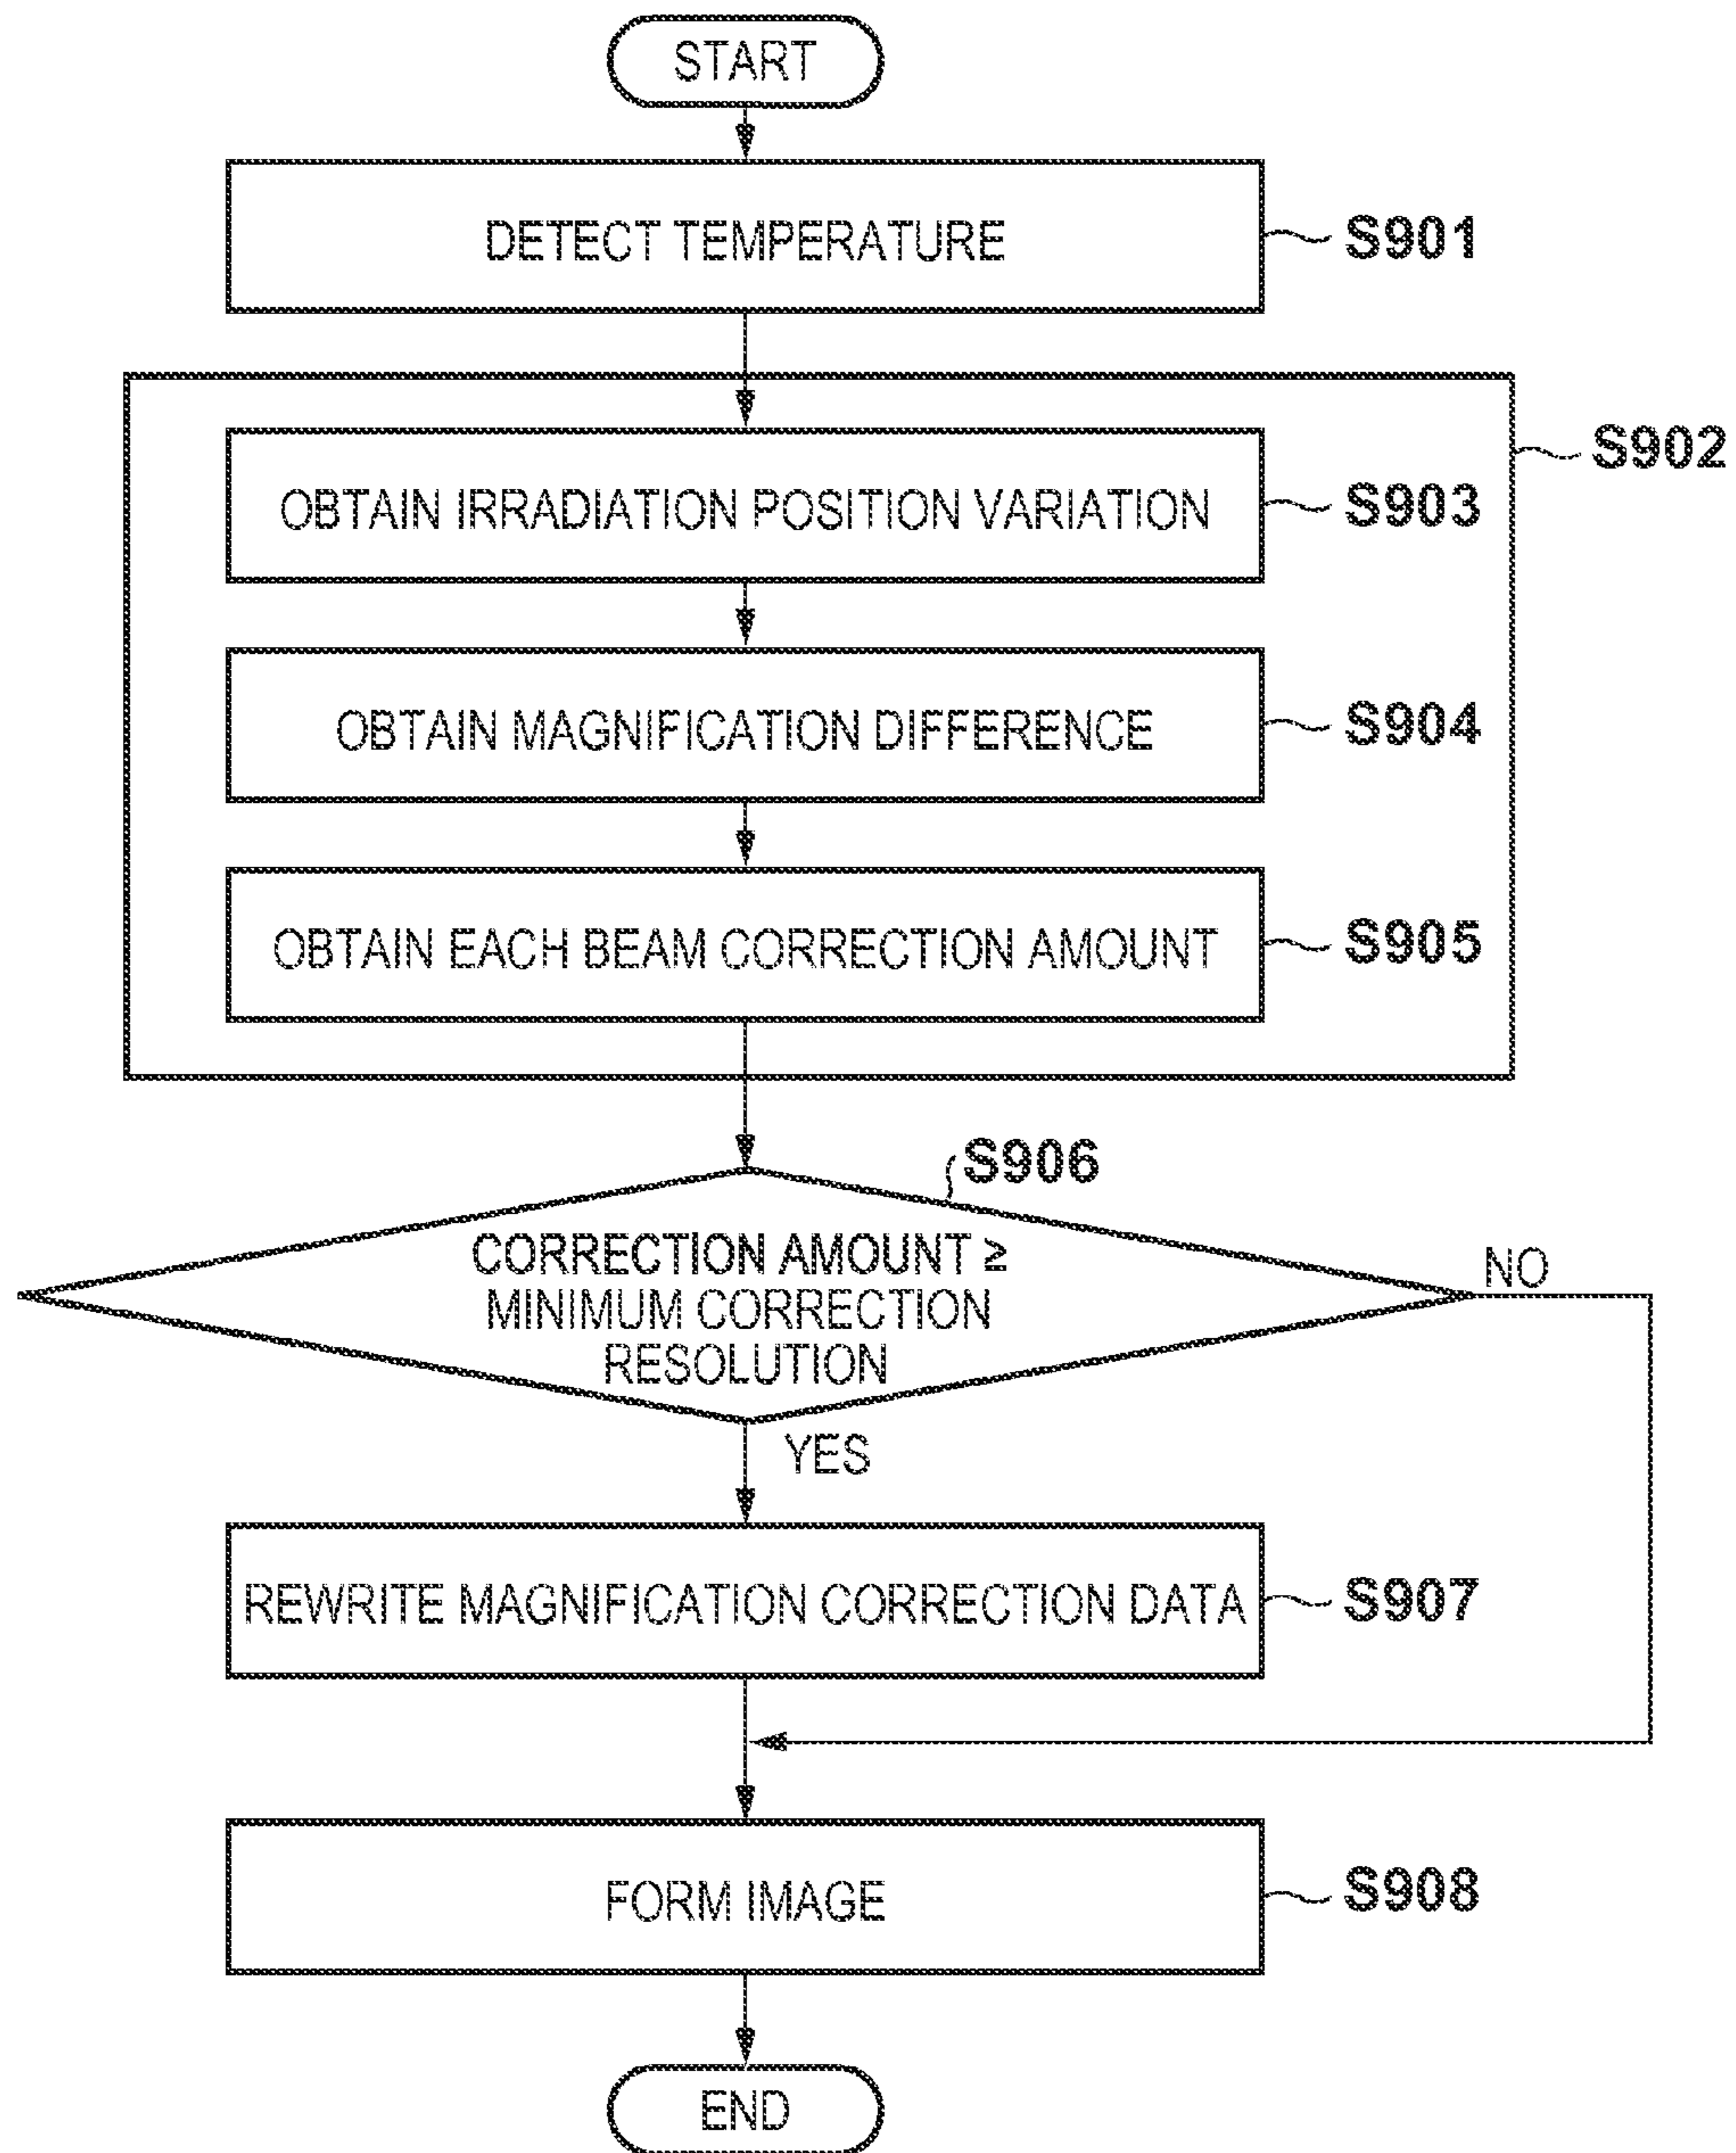 START
DETECT TEMPERATURE
S901
S902
OBTAIN IRRADIATION POSITION VARIATION
S903
OBTAIN MAGNIFICATION DIFFERENCE
S904
OBTAIN EACH BEAM CORRECTION AMOUNT
S905
S906
CORRECTION AMOUNT ≥
MINIMUM CORRECTION
RESOLUTION
NO
YES
REWRITE MAGNIFICATION CORRECTION DATA
S907
FORM IMAGE
S908
END